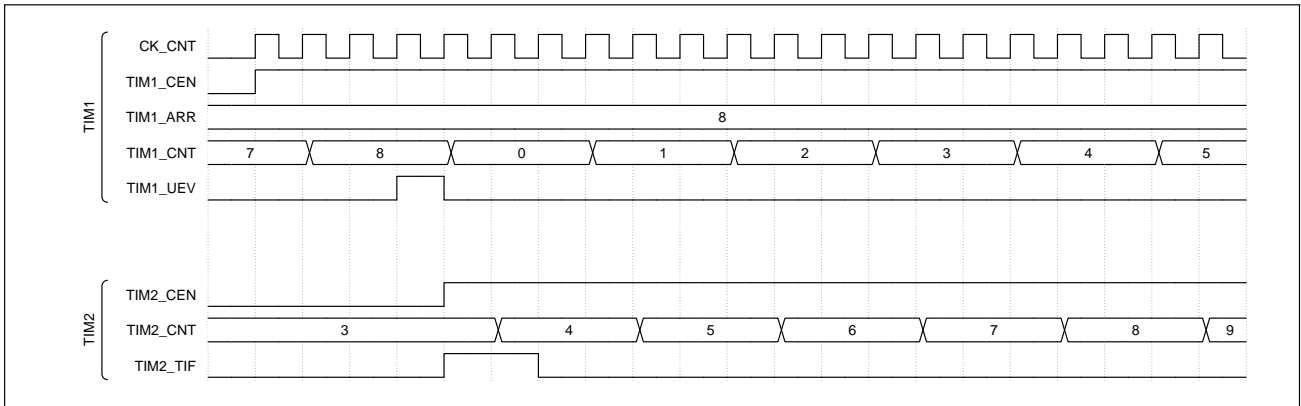 TIM1
CK_CNT
TIM1_CEN
TIM1_ARR 8
TIM1_CNT 7 8 0 1 2 3 4 5
TIM1_UEV
TIM2
TIM2_CEN
TIM2_CNT 3 4 5 6 7 8 9
TIM2_TIF